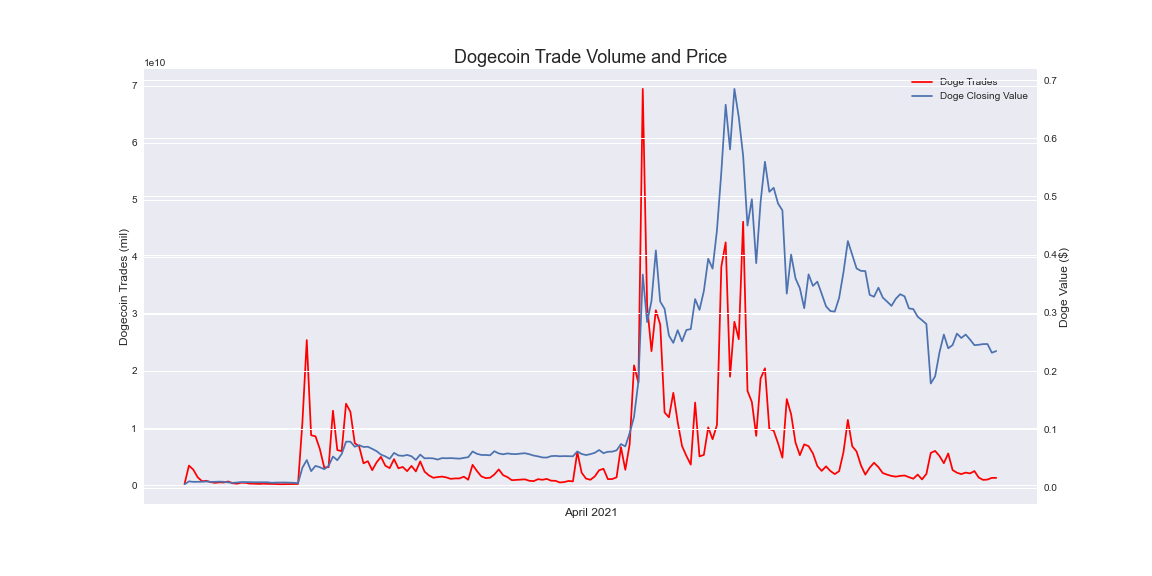 Dogecoin Trade Volume and Price
1e10
7
6
5
4
3
2
1
0
Dogecoin Trades (mil)
Doge Trades
Doge Closing Value
0.7
0.6
0.5
0.4
0.3
0.2
0.1
0.0
Doge Value ($)
April 2021